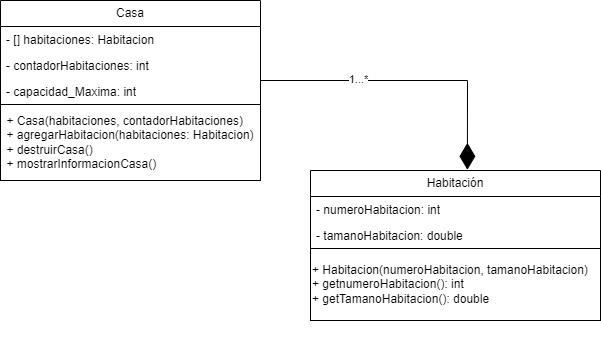 Casa
- [] habitaciones: Habitacion
- contadorHabitaciones: int
- capacidad_Maxima: int
+ Casa(habitaciones, contadorHabitaciones)
+ agregarHabitacion(habitaciones: Habitacion)
+ destruirCasa()
+ mostrarInformacionCasa()
1...*
Habitación
- numeroHabitacion: int
- tamanoHabitacion: double
+ Habitacion(numeroHabitacion, tamanoHabitacion)
+ getnumeroHabitacion(): int
+ getTamanoHabitacion(): double